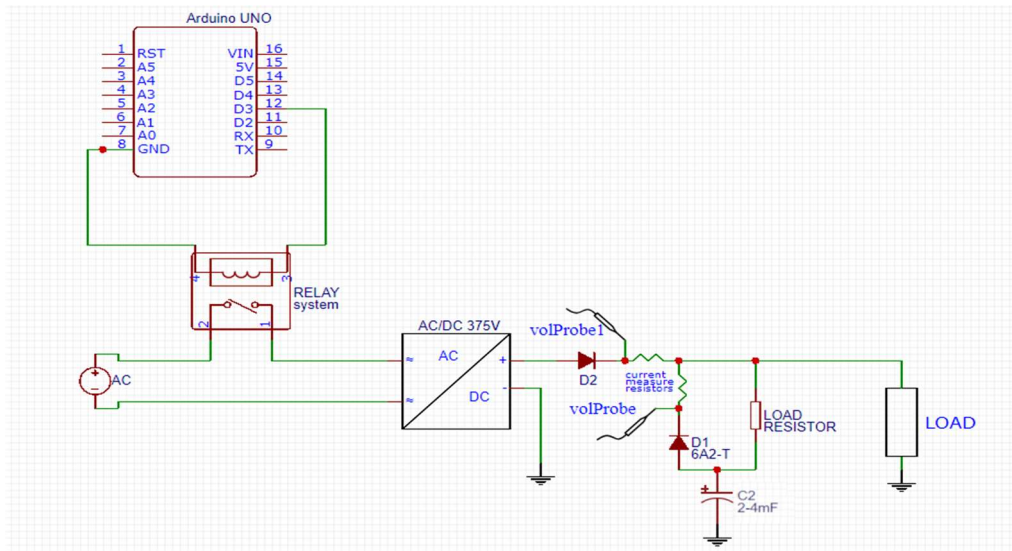 Arduino UNO
1 RST VIN 16
2 A5 5V 15
3 A4 D5 14
4 A3 D4 13
5 A2 D3 12
6 A1 D2 11
7 A0 RX 10
8 GND TX 9
4 3
RELAY
system
2 1
AC/DC 375V
AC
≈ AC +
DC -
≈
volProbe1
D2
current
measure
resistors
volProbe
D1
6A2-T
LOAD
RESISTOR
LOAD
C2
2-4mF